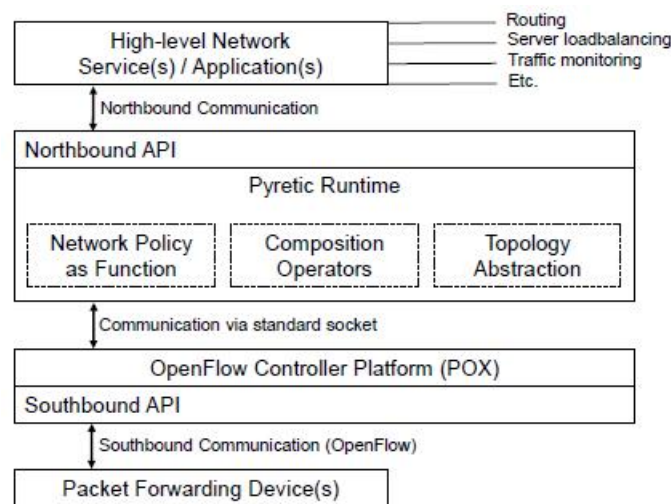 High-level Network
Service(s) / Application(s)
Routing
Server loadbalancing
Traffic monitoring
Etc.
Northbound Communication
Northbound API
Pyretic Runtime
Network Policy
as Function
Composition
Operators
Topology
Abstraction
Communication via standard socket
OpenFlow Controller Platform (POX)
Southbound API
Southbound Communication (OpenFlow)
Packet Forwarding Device(s)